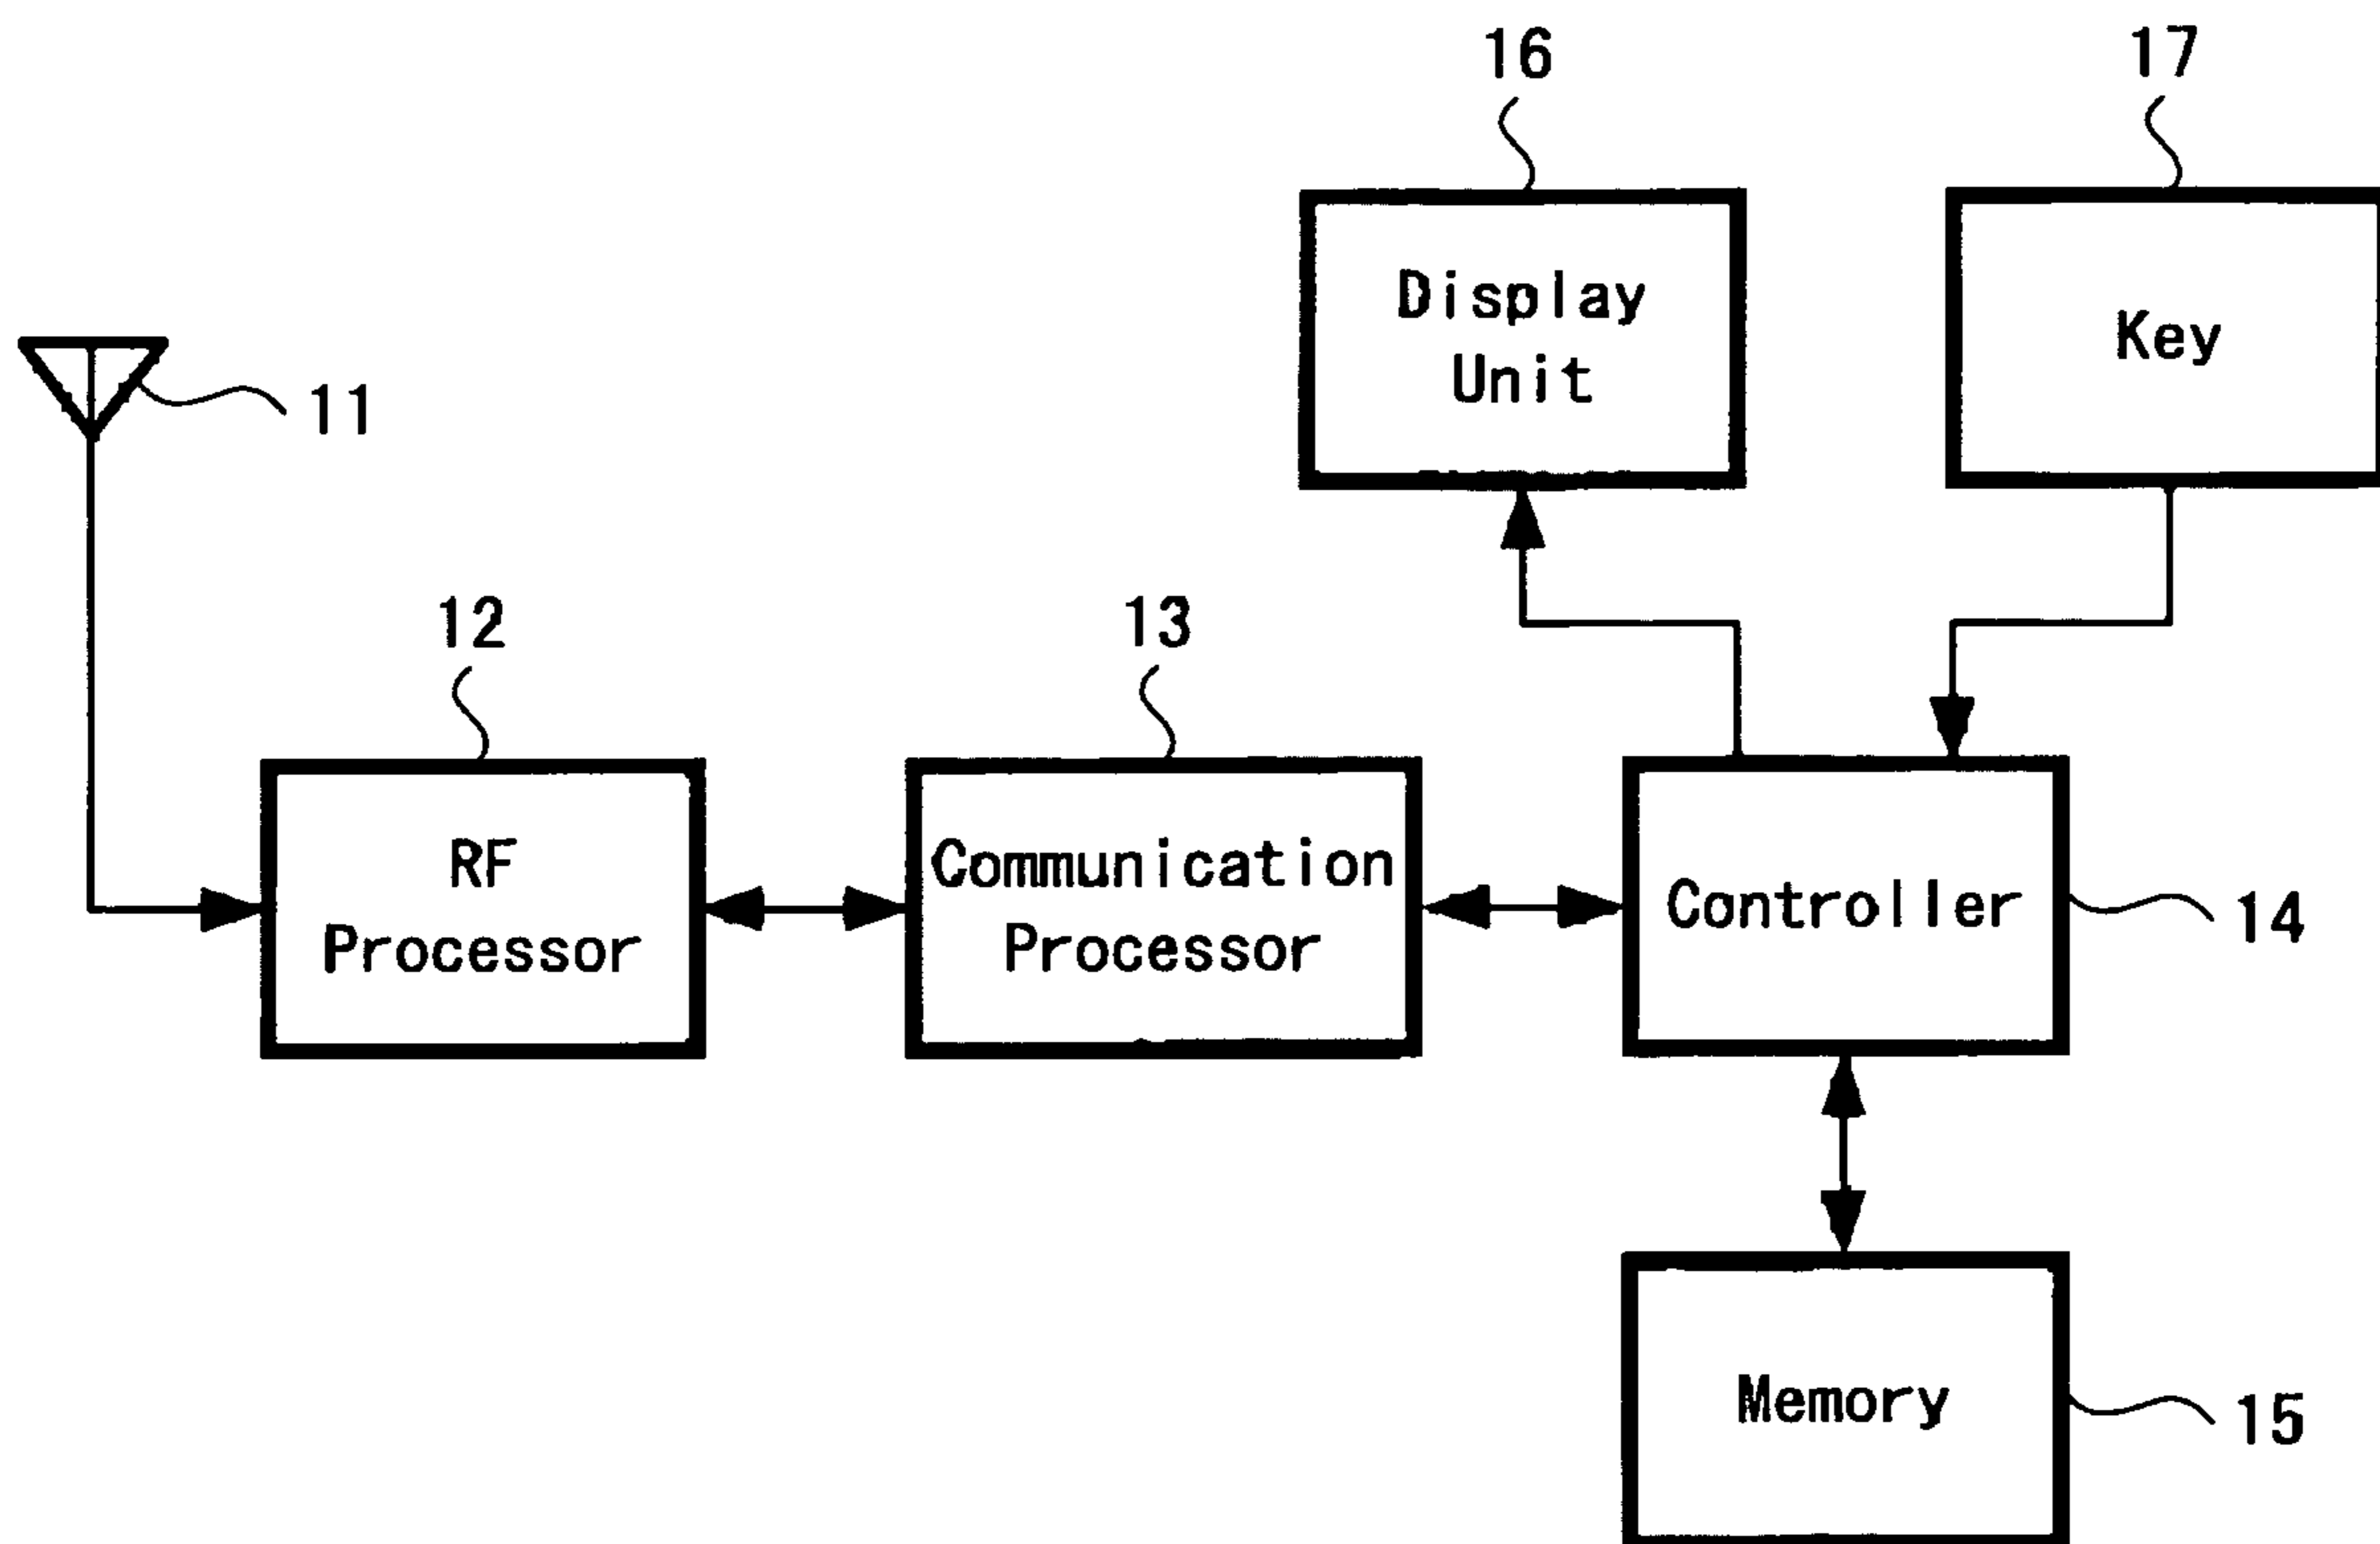 16
17
Display
Unit
Key
11
12
13
RF
Processor
Communication
Processor
Controller
14
Memory
15